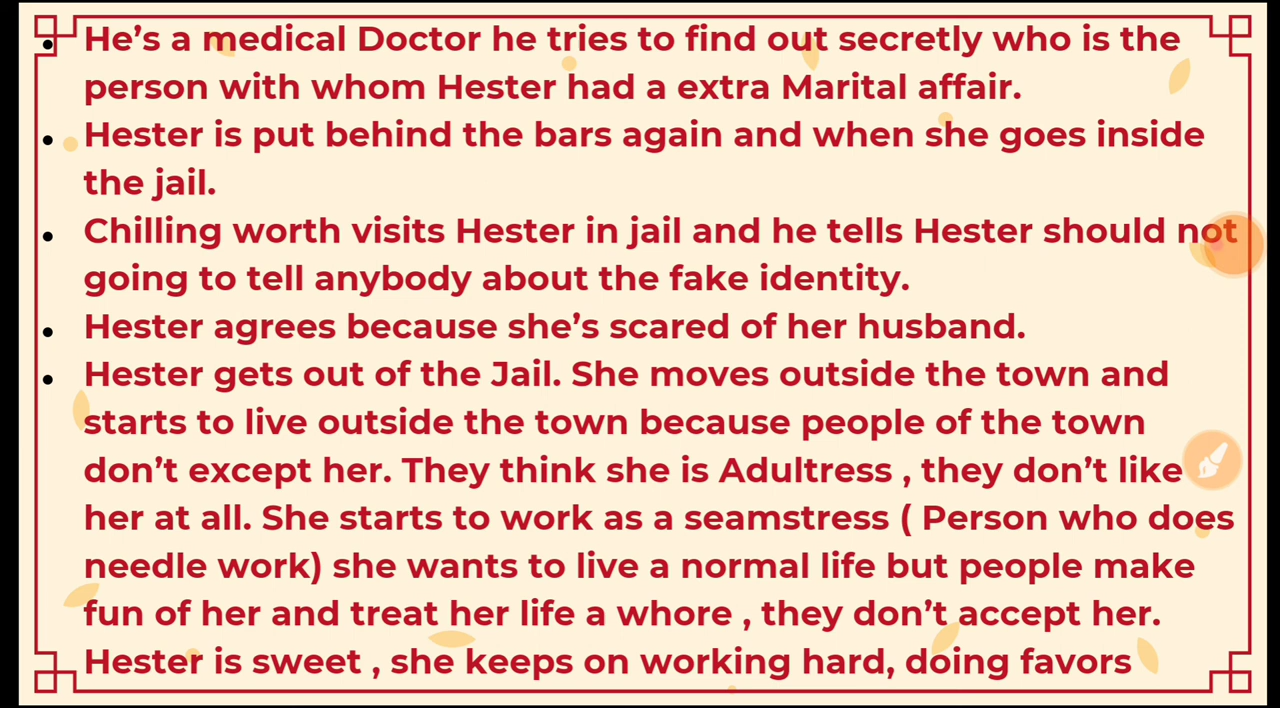 • He's a medical Doctor he tries to find out secretly who is the
person with whom Hester had a extra Marital affair.
• Hester is put behind the bars again and when she goes inside
the jail.
• Chilling worth visits Hester in jail and he tells Hester should not
going to tell anybody about the fake identity.
• Hester agrees because she's scared of her husband.
• Hester gets out of the Jail. She moves outside the town and
starts to live outside the town because people of the town
don't except her. They think she is Adultress , they don't like
her at all. She starts to work as a seamstress ( Person who does
needle work) she wants to live a normal life but people make
fun of her and treat her life a whore , they don't accept her.
Hester is sweet , she keeps on working hard, doing favors